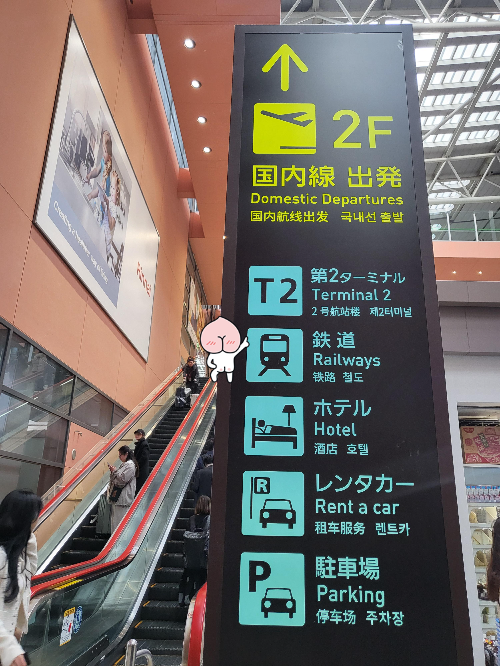 2F
国内線 出発
Domestic Departures
国内航线出发 국내선 출발
T2 第2ターミナル
Terminal 2
2号航站楼 제2터미널
鉄道
Railways
铁路 철도
ホテル
Hotel
酒店 호텔
R レンタカー
Rent a car
租车服务 렌트카
P 駐車場
Parking
停车场 주차장